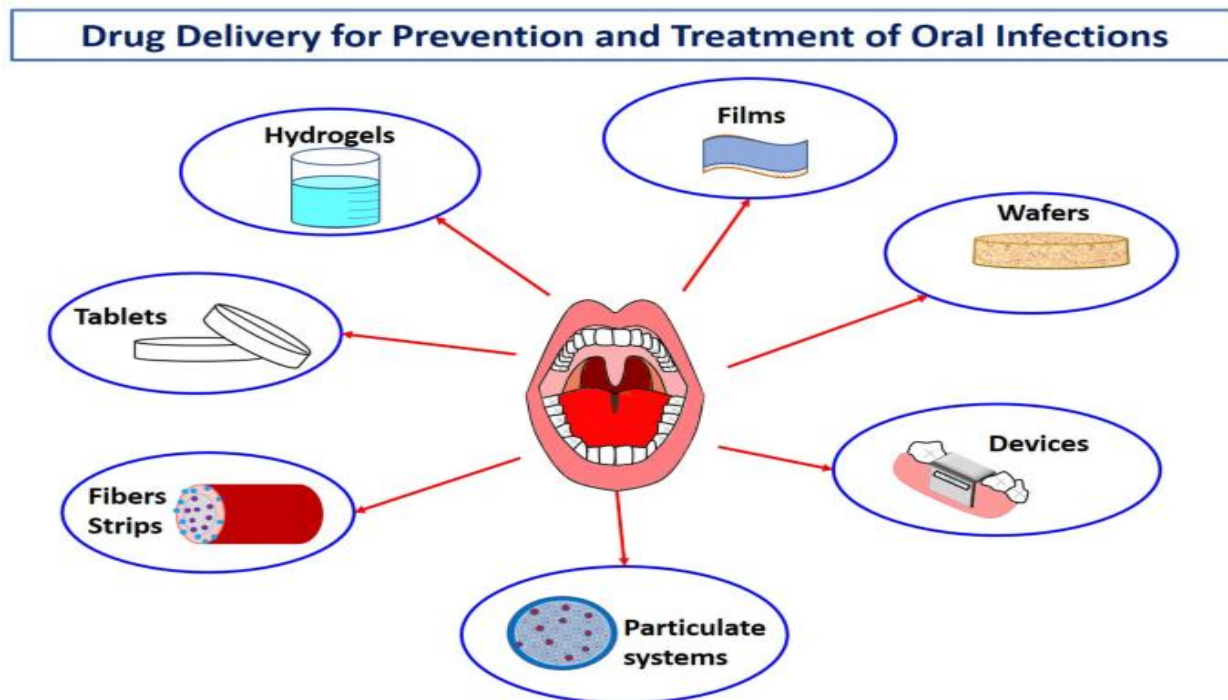 Drug Delivery for Prevention and Treatment of Oral Infections
Hydrogels
Films
Wafers
Tablets
Devices
Fibers
Strips
Particulate
systems